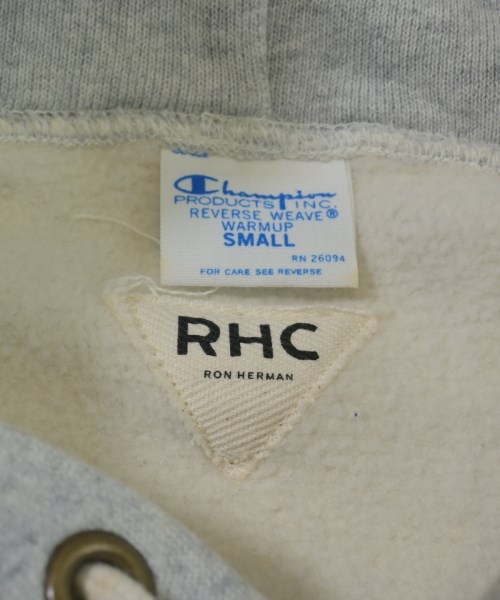 Champion
PRODUCTS INC.
REVERSE WEAVE®
WARMUP
SMALL
RN 26094
FOR CARE SEE REVERSE
RHC
RON HERMAN